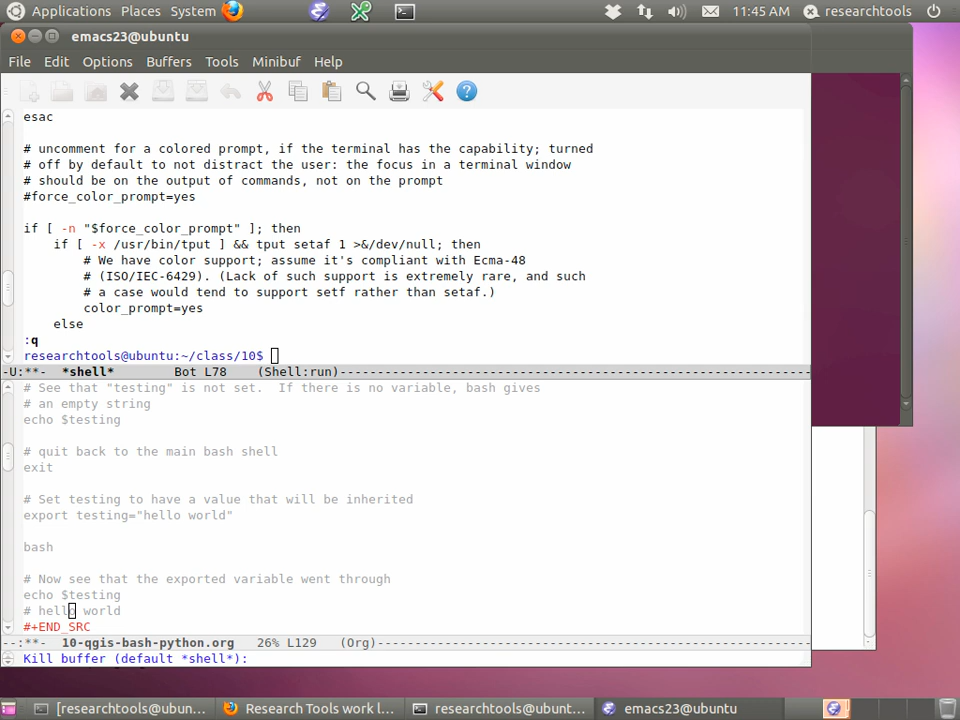 Applications Places System 11:45 AM researchtools
emacs23@ubuntu
File Edit Options Buffers Tools Minibuf Help
esac
# uncomment for a colored prompt, if the terminal has the capability; turned
# off by default to not distract the user: the focus in a terminal window
# should be on the output of commands, not on the prompt
#force_color_prompt=yes
if [ -n "$force_color_prompt" ]; then
if [ -x /usr/bin/tput ] && tput setaf 1 >&/dev/null; then
# We have color support; assume it's compliant with Ecma-48
# (ISO/IEC-6429). (Lack of such support is extremely rare, and such
# a case would tend to support setf rather than setaf.)
color_prompt=yes
else
:q
researchtools@ubuntu:~/class/10$
-U:**- *shell* Bot L78 (Shell:run)----------------------------------------------------------------
# See that "testing" is not set. If there is no variable, bash gives
# an empty string
echo $testing
# quit back to the main bash shell
exit
# Set testing to have a value that will be inherited
export testing="hello world"
bash
# Now see that the exported variable went through
echo $testing
# hello world
#+END_SRC
--:**- 10-qgis-bash-python.org 26% L129 (Org)----------------------------------------------------------
Kill buffer (default *shell*):
[researchtools@ubun... Research Tools work l... researchtools@ubunt... emacs23@ubuntu